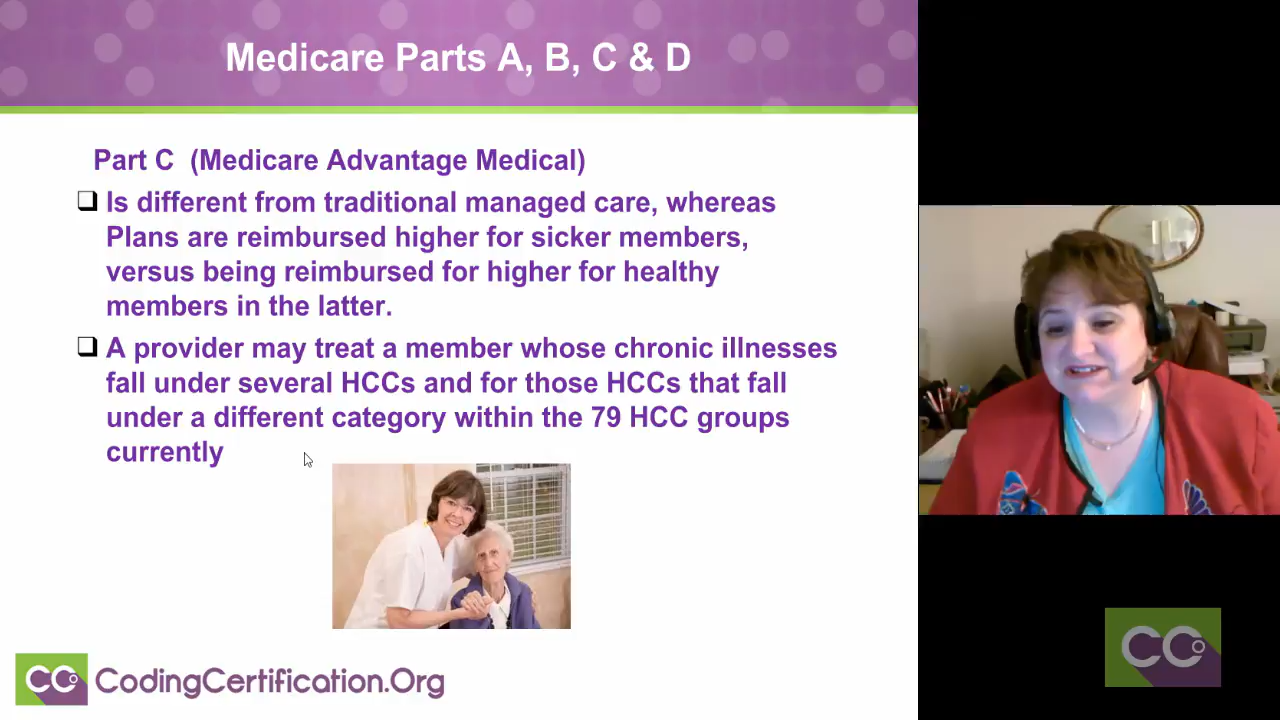 Medicare Parts A, B, C & D
Part C (Medicare Advantage Medical)
Is different from traditional managed care, whereas
Plans are reimbursed higher for sicker members,
versus being reimbursed for higher for healthy
members in the latter.
A provider may treat a member whose chronic illnesses
fall under several HCCs and for those HCCs that fall
under a different category within the 79 HCC groups
currently
CC CodingCertification.Org
CC